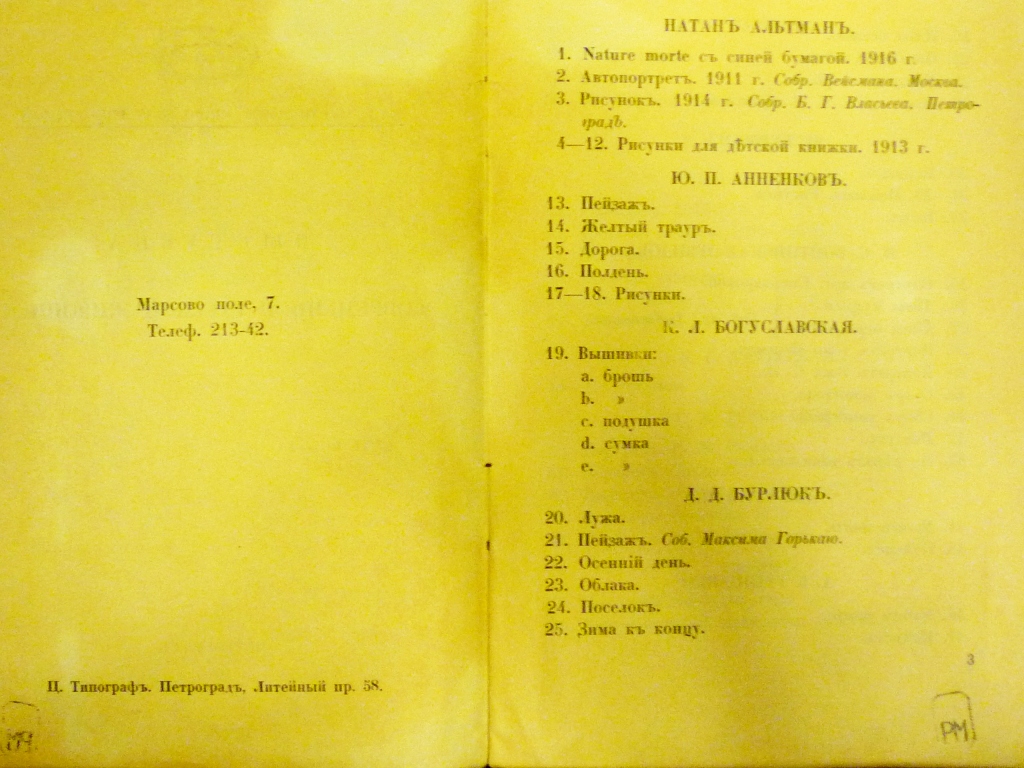 Марсово поле, 7.
Телеф. 213-42.
Ц. Типографъ. Петроградъ, Литейный пр. 58.
НАТАНЪ АЛЬТМАНЪ.
1. Nature morte съ синей бумагой. 1916 г.
2. Автопортретъ. 1911 г. Собр. Вейсмана. Москва.
3. Рисунокъ. 1914 г. Собр. Б. Г. Власьева. Петро-
градъ.
4—12. Рисунки для дѣтской книжки. 1913 г.
Ю. П. АННЕНКОВЪ.
13. Пейзажъ.
14. Желтый трауръ.
15. Дорога.
16. Полдень.
17—18. Рисунки.
К. Л. БОГУСЛАВСКАЯ.
19. Вышивки:
a. брошь
b. »
c. подушка
d. сумка
e. »
Д. Д. БУРЛЮКЪ.
20. Лужа.
21. Пейзажъ. Соб. Максима Горькаго.
22. Осенній день.
23. Облака.
24. Поселокъ.
25. Зима къ концу.
3
РМ